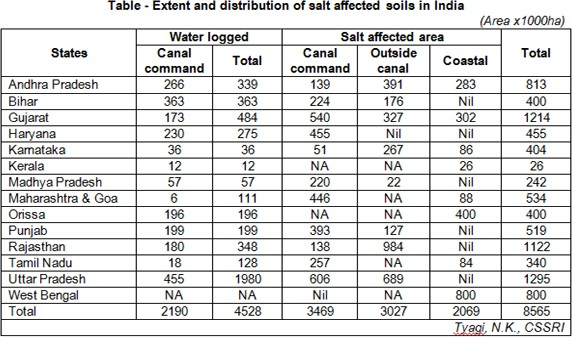 Table - Extent and distribution of salt affected soils in India
(Area x1000ha)
States Water logged Salt affected area Total
Canal command Total Canal command Outside canal Coastal
Andhra Pradesh 266 339 139 391 283 813
Bihar 363 363 224 176 Nil 400
Gujarat 173 484 540 327 302 1214
Haryana 230 275 455 Nil Nil 455
Karnataka 36 36 51 267 86 404
Kerala 12 12 NA NA 26 26
Madhya Pradesh 57 57 220 22 Nil 242
Maharashtra & Goa 6 111 446 NA 88 534
Orissa 196 196 NA NA 400 400
Punjab 199 199 393 127 Nil 519
Rajasthan 180 348 138 984 Nil 1122
Tamil Nadu 18 128 257 NA 84 340
Uttar Pradesh 455 1980 606 689 Nil 1295
West Bengal NA NA Nil NA 800 800
Total 2190 4528 3469 3027 2069 8565
Tyagi, N.K., CSSRI